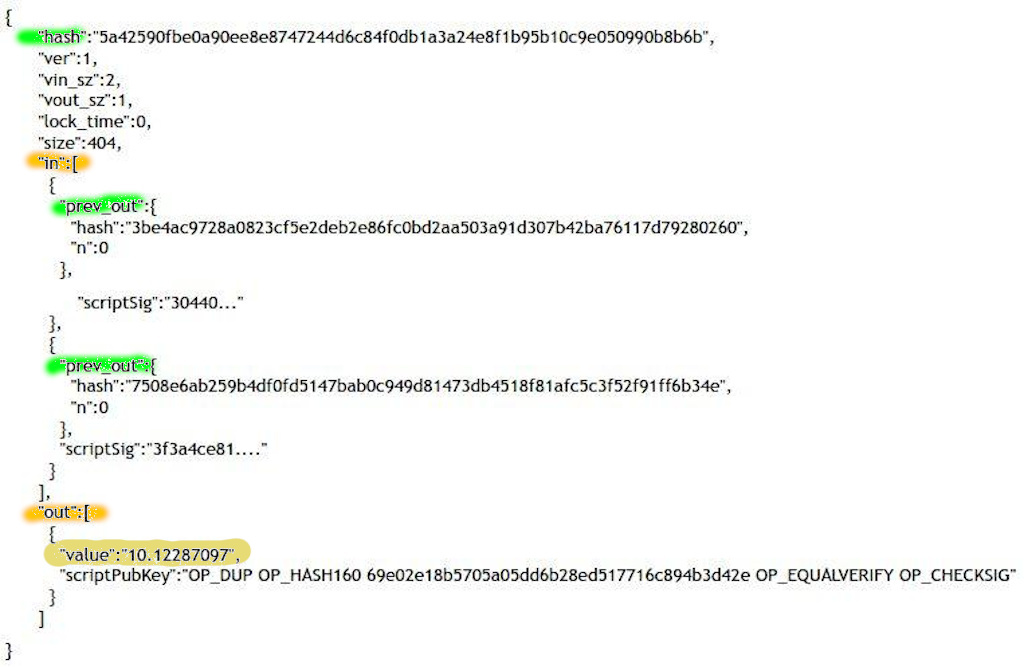 {
"hash":"5a42590fbe0a90ee8e8747244d6c84f0db1a3a24e8f1b95b10c9e050990b8b6b",
"ver":1,
"vin_sz":2,
"vout_sz":1,
"lock_time":0,
"size":404,
"in":[
{
"prev_out":{
"hash":"3be4ac9728a0823cf5e2deb2e86fc0bd2aa503a91d307b42ba76117d79280260",
"n":0
},
"scriptSig":"30440..."
},
{
"prev_out":{
"hash":"7508e6ab259b4df0fd5147bab0c949d81473db4518f81afc5c3f52f91ff6b34e",
"n":0
},
"scriptSig":"3f3a4ce81...."
}
],
"out":[
{
"value":"10.12287097",
"scriptPubKey":"OP_DUP OP_HASH160 69e02e18b5705a05dd6b28ed517716c894b3d42e OP_EQUALVERIFY OP_CHECKSIG"
}
]
}